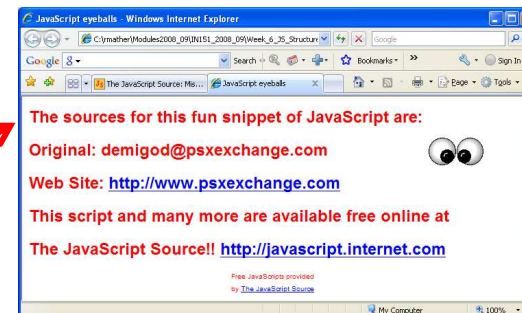 JavaScript eyeballs - Windows Internet Explorer
C:\rmather\Modules2008_09\IN151_2008_09\Week_6_JS_Structure
Google
Google
Search
Bookmarks
Sign In
The JavaScript Source: Mis...
JavaScript eyeballs
Page
Tools
The sources for this fun snippet of JavaScript are:
Original: demigod@psxexchange.com
Web Site: http://www.psxexchange.com
This script and many more are available free online at
The JavaScript Source!! http://javascript.internet.com
Free JavaScripts provided
by The JavaScript Source
My Computer
100%